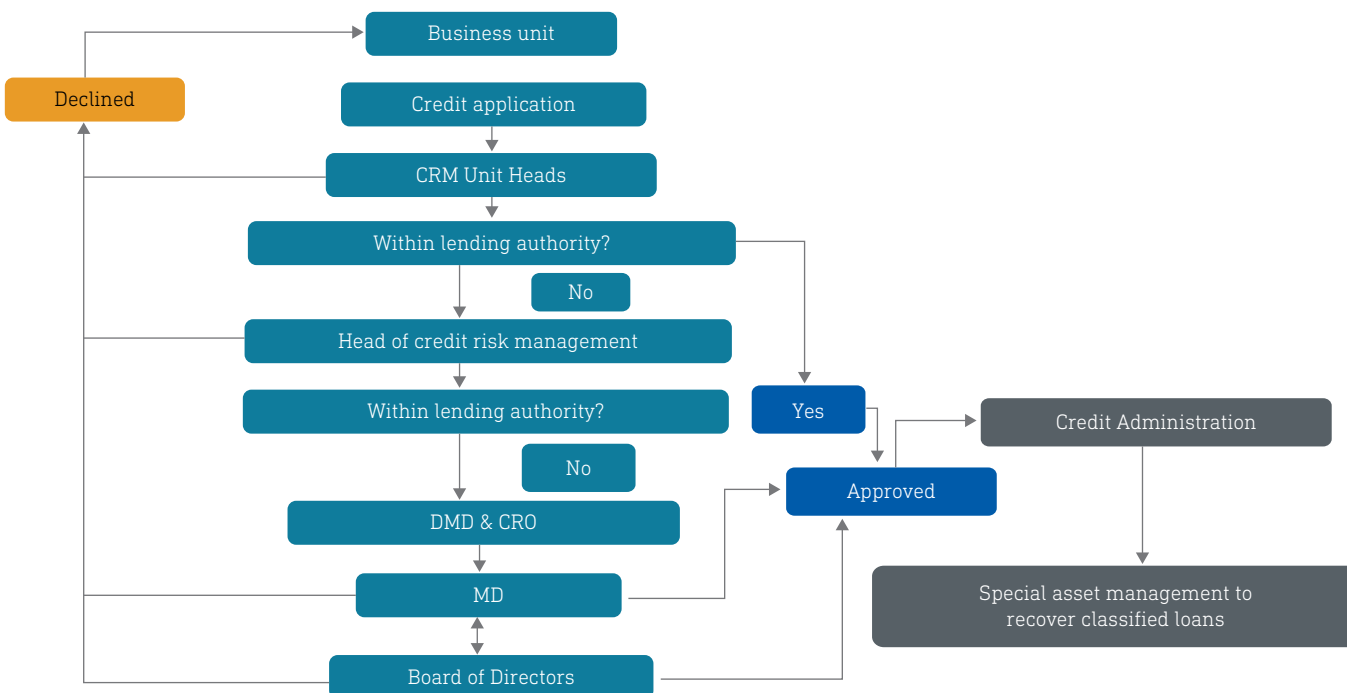 Business unit
Declined
Credit application
CRM Unit Heads
Within lending authority?
No
Head of credit risk management
Within lending authority?
Yes
Credit Administration
No
Approved
DMD & CRO
MD
Special asset management to
recover classified loans
Board of Directors